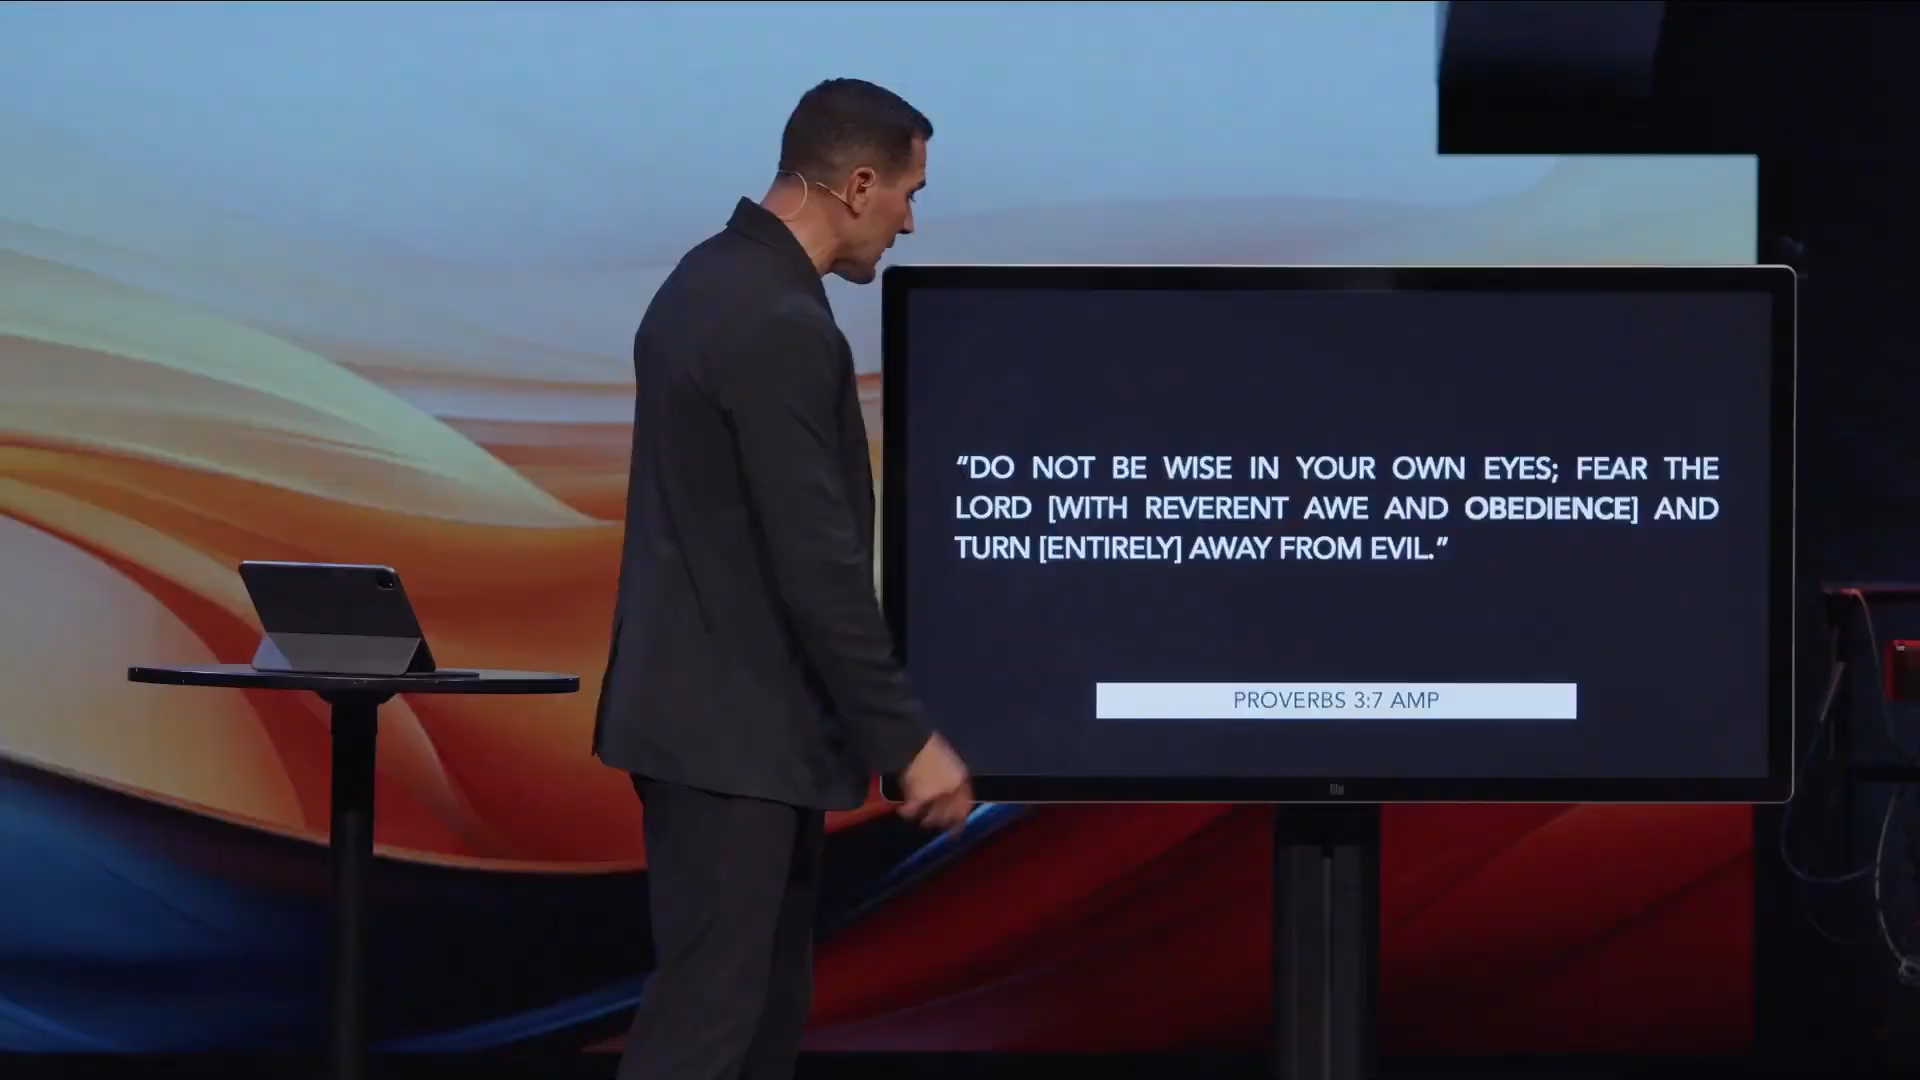 “DO NOT BE WISE IN YOUR OWN EYES; FEAR THE
LORD [WITH REVERENT AWE AND OBEDIENCE] AND
TURN [ENTIRELY] AWAY FROM EVIL.”
PROVERBS 3:7 AMP
elo